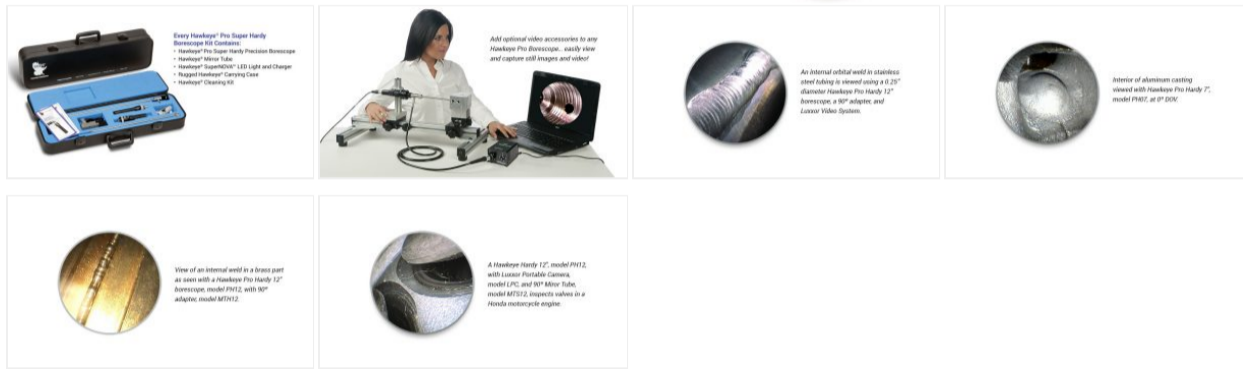 Every Hawkeye® Pro Super Hardy
Borescope Kit Contains:
• Hawkeye® Pro Super Hardy Precision Borescope
• Hawkeye® Mirror Tube
• Hawkeye® SuperNOVA™ LED Light and Charger
• Rugged Hawkeye® Carrying Case
• Hawkeye® Cleaning Kit
Add optional video accessories to any
Hawkeye Pro Borescope... easily view
and capture still images and video!
An internal orbital weld in stainless
steel tubing is viewed using a 0.25"
diameter Hawkeye Pro Hardy 12"
borescope, a 90º adapter, and
Luxxor Video System.
Interior of aluminum casting
viewed with Hawkeye Pro Hardy 7",
model PH07, at 0º DOV.
View of an internal weld in a brass part
as seen with a Hawkeye Pro Hardy 12"
borescope, model PH12, with 90º
adapter, model MTH12.
A Hawkeye Hardy 12", model PH12,
with Luxxor Portable Camera,
model LPC, and 90º Miror Tube,
model MTS12, inspects valves in a
Honda motorcycle engine.